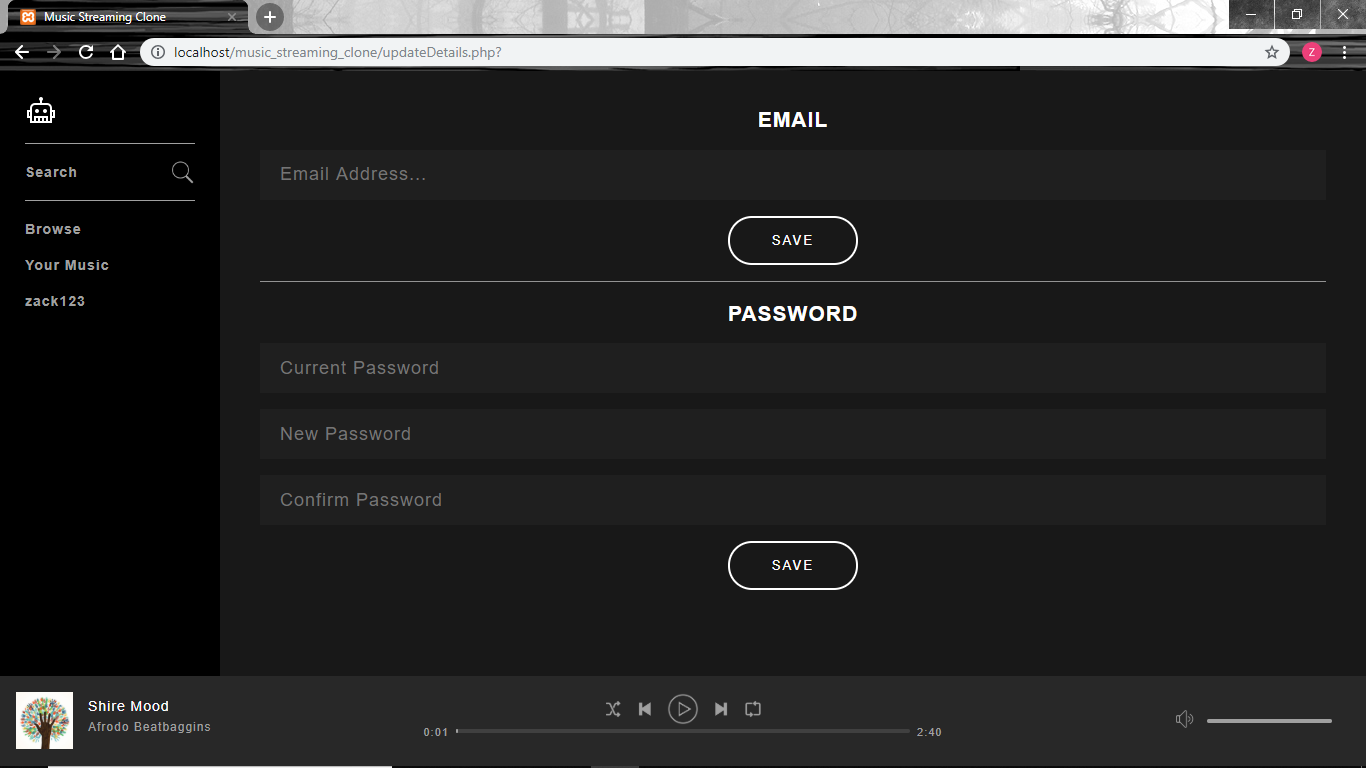 Music Streaming Clone
localhost/music_streaming_clone/updateDetails.php?
Z
Search
Browse
Your Music
zack123
EMAIL
Email Address...
SAVE
PASSWORD
Current Password
New Password
Confirm Password
SAVE
Shire Mood
Afrodo Beatbaggins
0:01
2:40